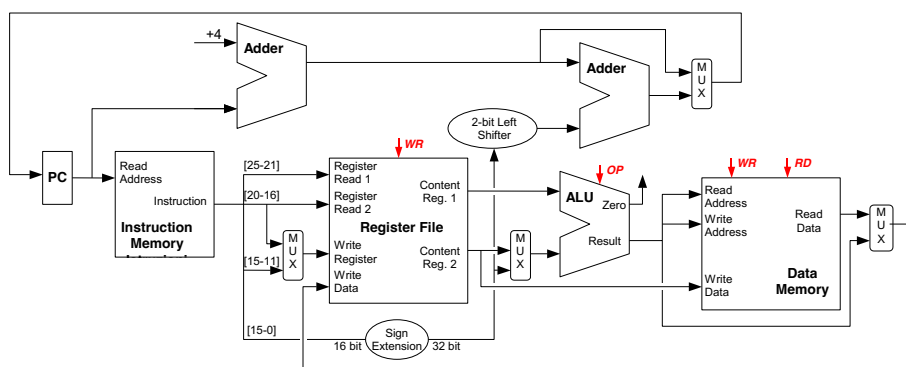 +4
Adder
Adder
M
U
X
2-bit Left
Shifter
PC
Read
Address
Instruction
Instruction
Memory
[25-21]
[20-16]
[15-11]
[15-0]
M
U
X
WR
Register
Read 1
Register
Read 2
Register File
Write
Register
Write
Data
Content
Reg. 1
Content
Reg. 2
16 bit
Sign
Extension
32 bit
M
U
X
OP
ALU
Zero
Result
WR
RD
Read
Address
Write
Address
Write
Data
Read
Data
Data
Memory
M
U
X